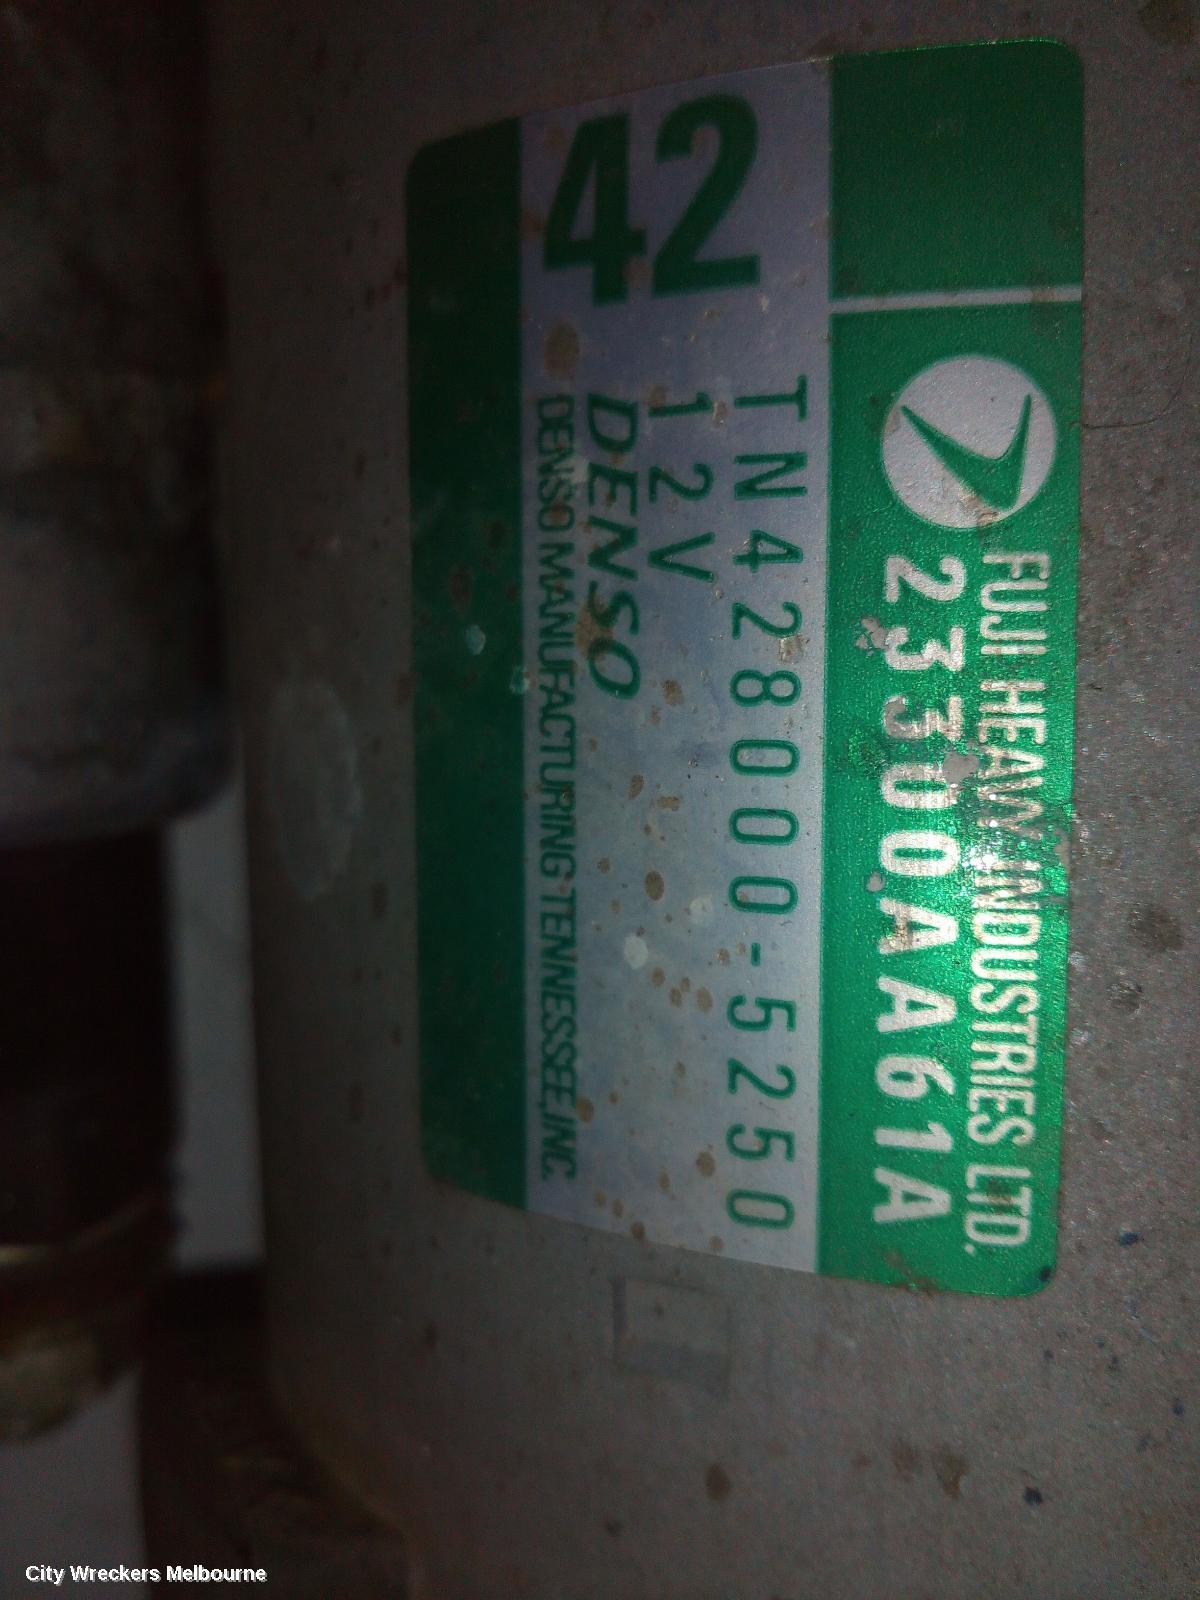 FUJI HEAVY INDUSTRIES LTD.
23300AA61A
42
TN428000-5250
12V
DENSO
DENSO MANUFACTURING TENNESSEE,INC.
City Wreckers Melbourne